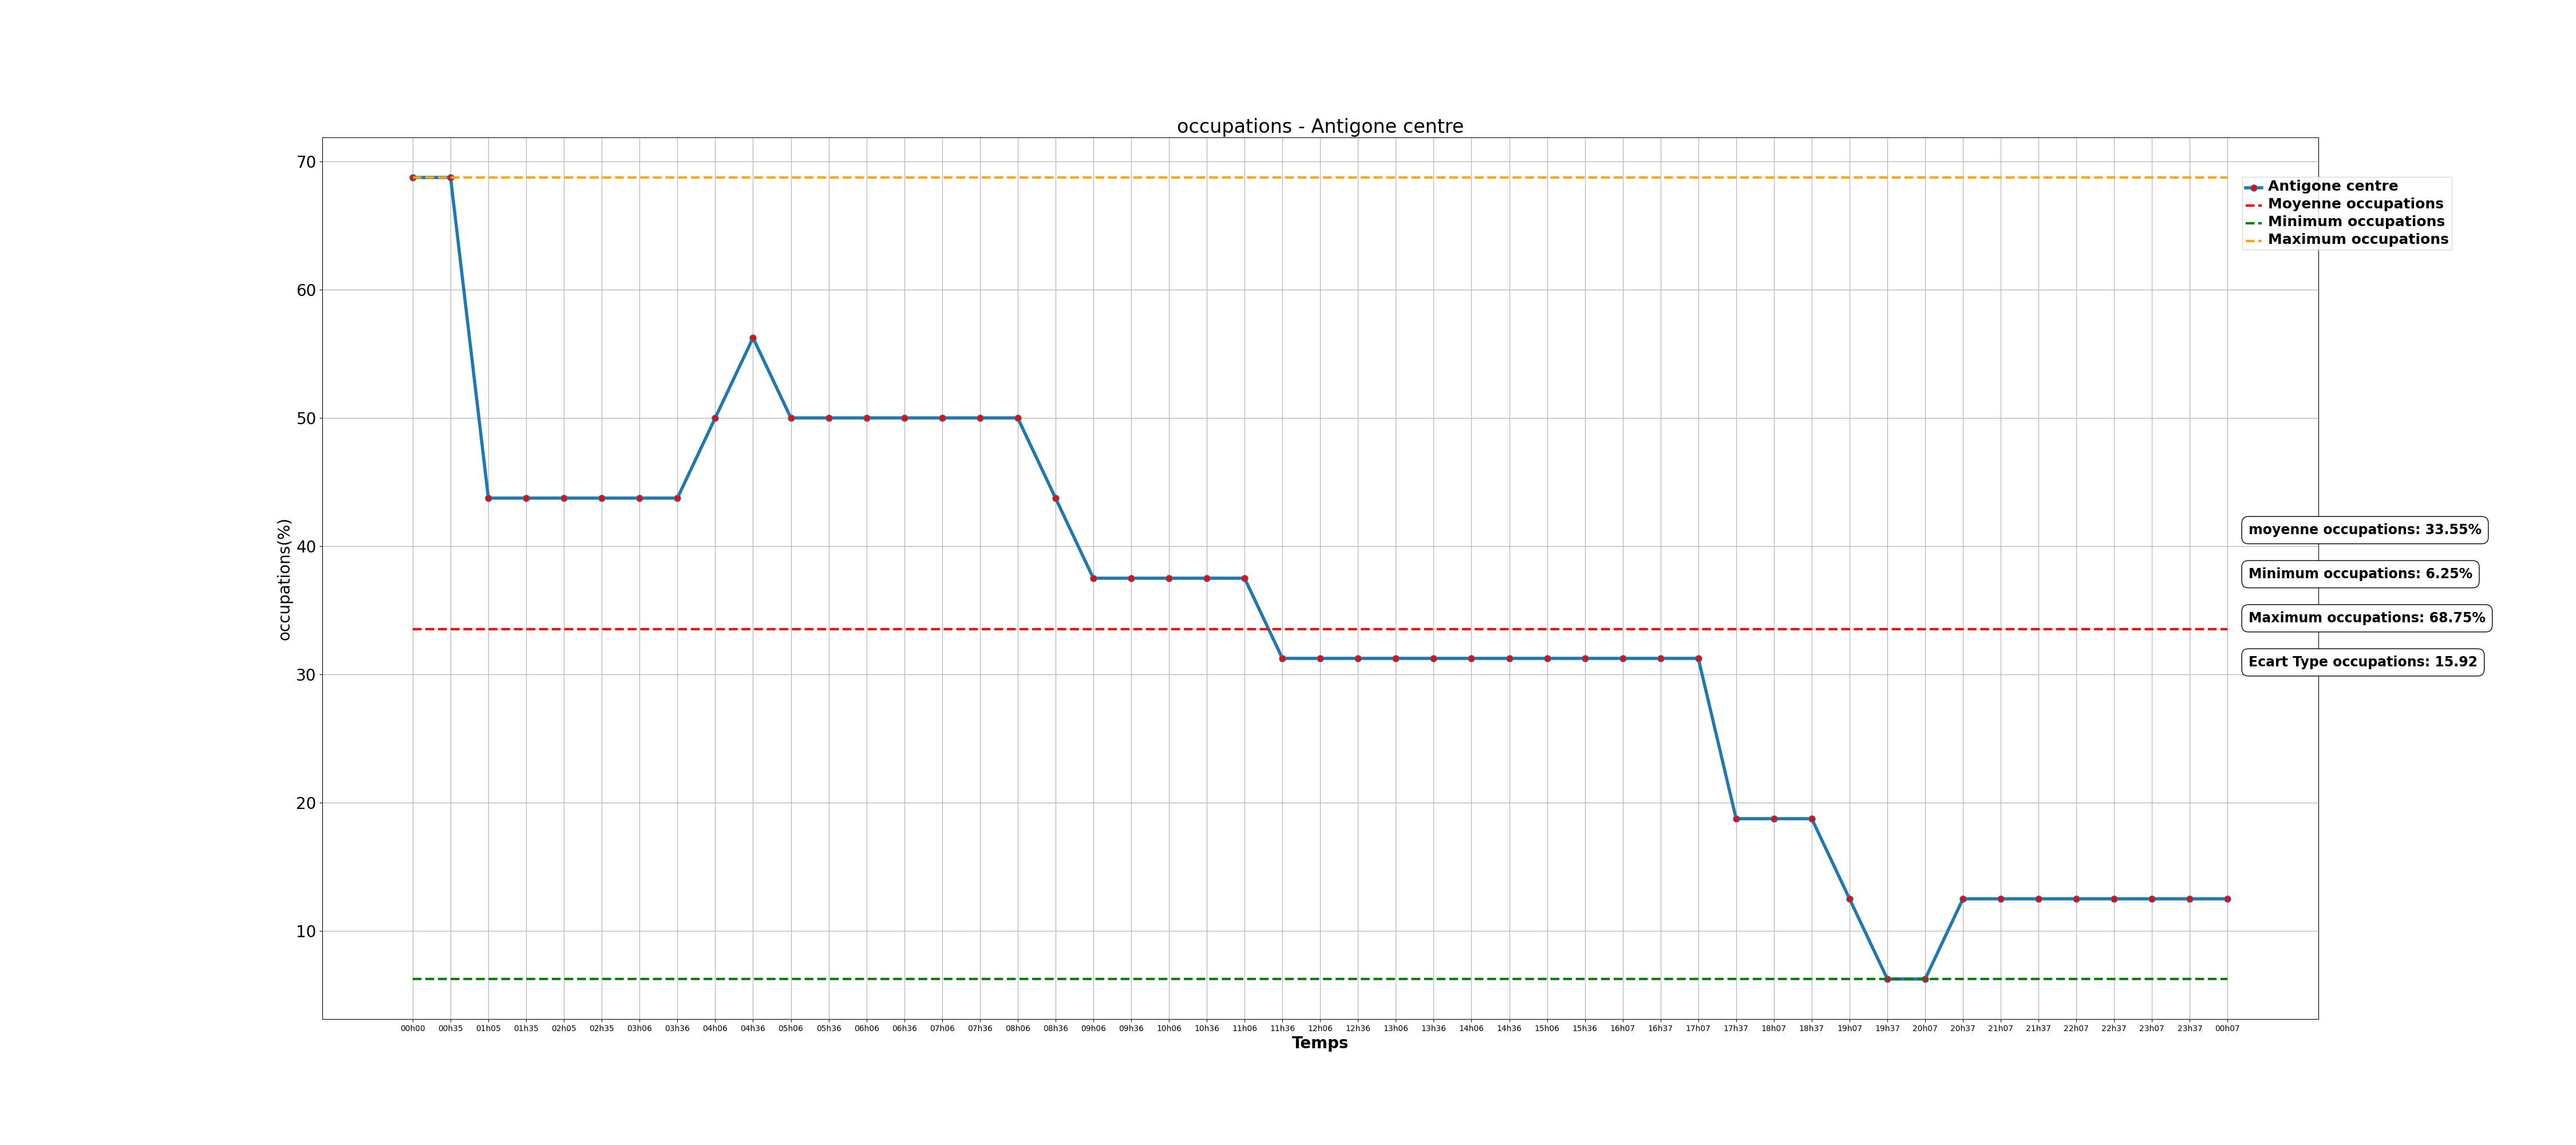 occupations - Antigone centre
70
60
50
40
30
20
10
occupations(%)
Antigone centre
Moyenne occupations
Minimum occupations
Maximum occupations
moyenne occupations: 33.55%
Minimum occupations: 6.25%
Maximum occupations: 68.75%
Ecart Type occupations: 15.92
00h00 00h35 01h05 01h35 02h05 02h35 03h06 03h36 04h06 04h36 05h06 05h36 06h06 06h36 07h06 07h36 08h06 08h36 09h06 09h36 10h06 10h36 11h06 11h36 12h06 12h36 13h06 13h36 14h06 14h36 15h06 15h36 16h07 16h37 17h07 17h37 18h07 18h37 19h07 19h37 20h07 20h37 21h07 21h37 22h07 22h37 23h07 23h37 00h07
Temps